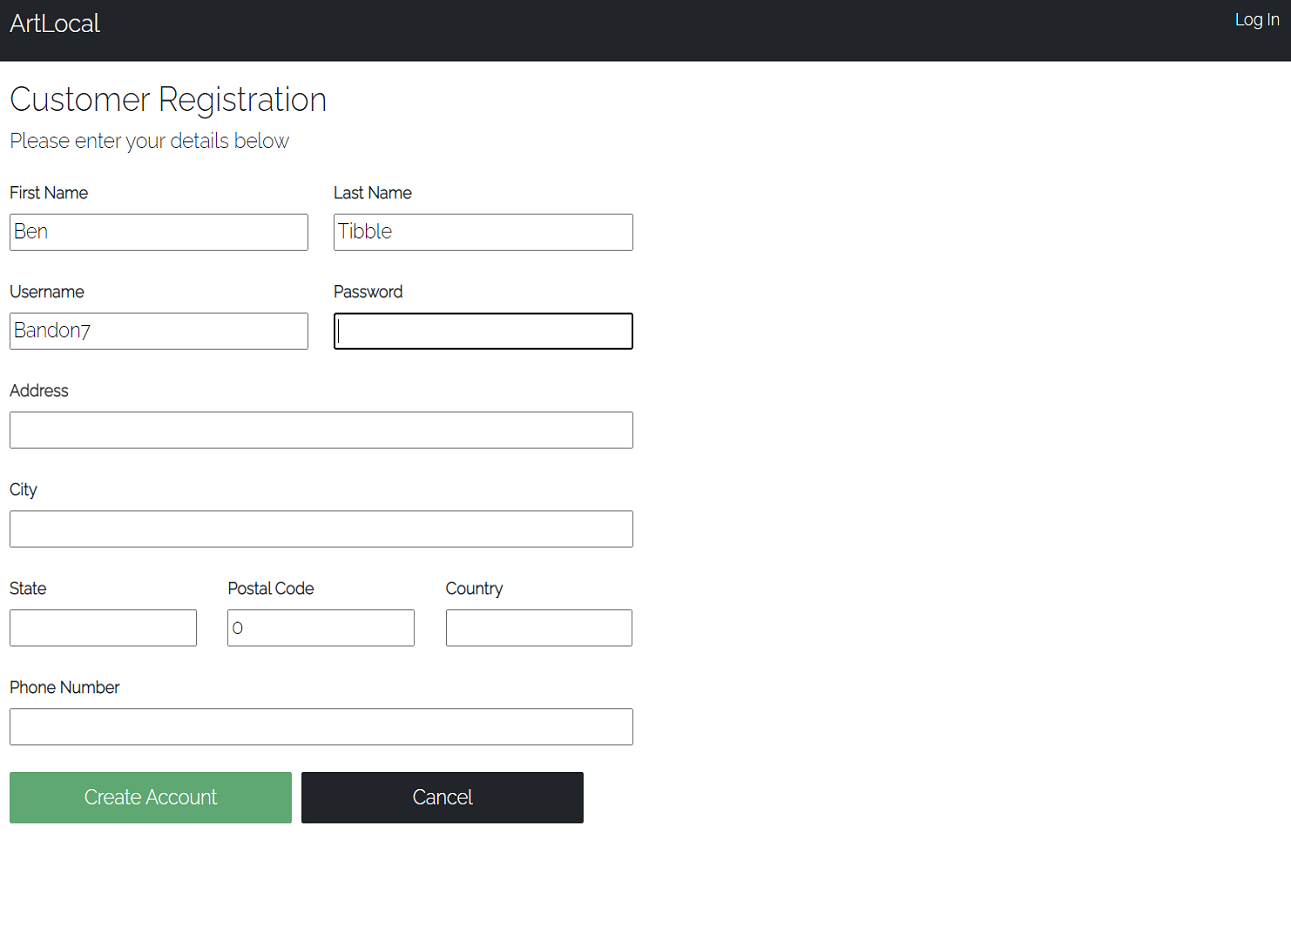 ArtLocal
Log In
Customer Registration
Please enter your details below
First Name
Last Name
Ben
Tibble
Username
Password
Bandon7
Address
City
State
Postal Code
Country
0
Phone Number
Create Account
Cancel